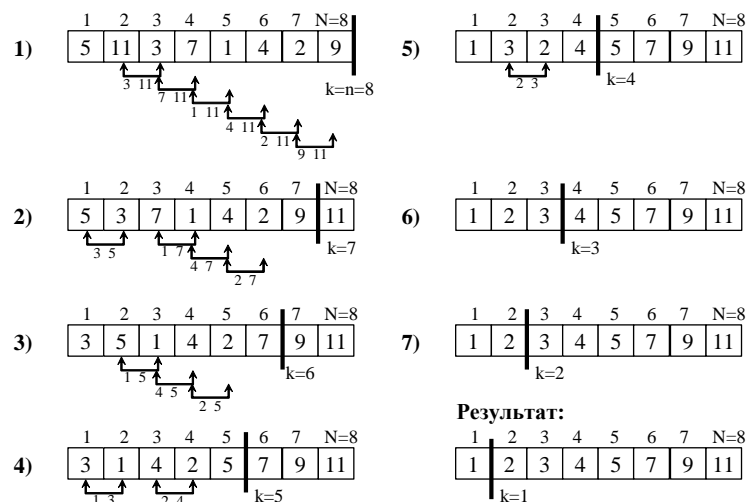 1 2 3 4 5 6 7 N=8
1) 5 11 3 7 1 4 2 9
k=n=8
3 11
7 11
1 11
4 11
2 11
9 11
1 2 3 4 5 6 7 N=8
2) 5 3 7 1 4 2 9 11
k=7
3 5
1 7
4 7
2 7
1 2 3 4 5 6 7 N=8
3) 3 5 1 4 2 7 9 11
k=6
1 5
4 5
2 5
1 2 3 4 5 6 7 N=8
4) 3 1 4 2 5 7 9 11
k=5
1 3
2 4
1 2 3 4 5 6 7 N=8
5) 1 3 2 4 5 7 9 11
k=4
2 3
1 2 3 4 5 6 7 N=8
6) 1 2 3 4 5 7 9 11
k=3
1 2 3 4 5 6 7 N=8
7) 1 2 3 4 5 7 9 11
k=2
Результат:
1 2 3 4 5 6 7 N=8
1 2 3 4 5 7 9 11
k=1